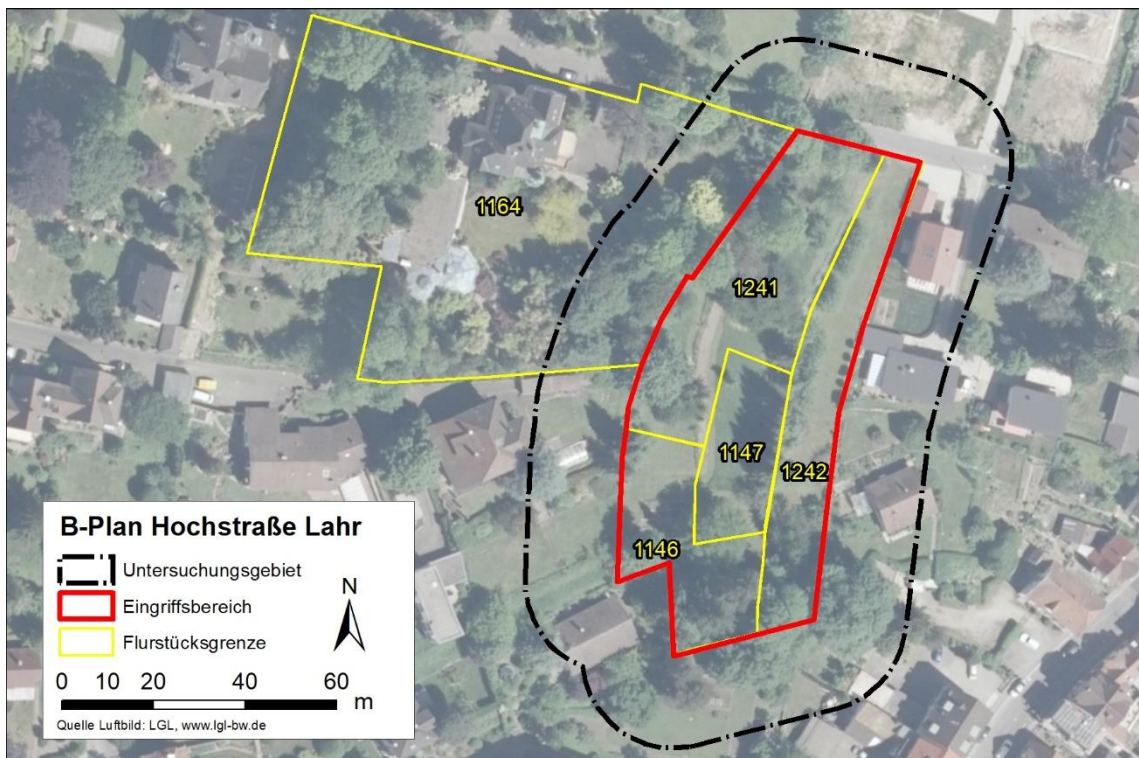 1164
1241
1147
1242
1146
B-Plan Hochstraße Lahr
Untersuchungsgebiet
Eingriffsbereich
Flurstücksgrenze
N
0 10 20 40 60
m
Quelle Luftbild: LGL, www.lgl-bw.de